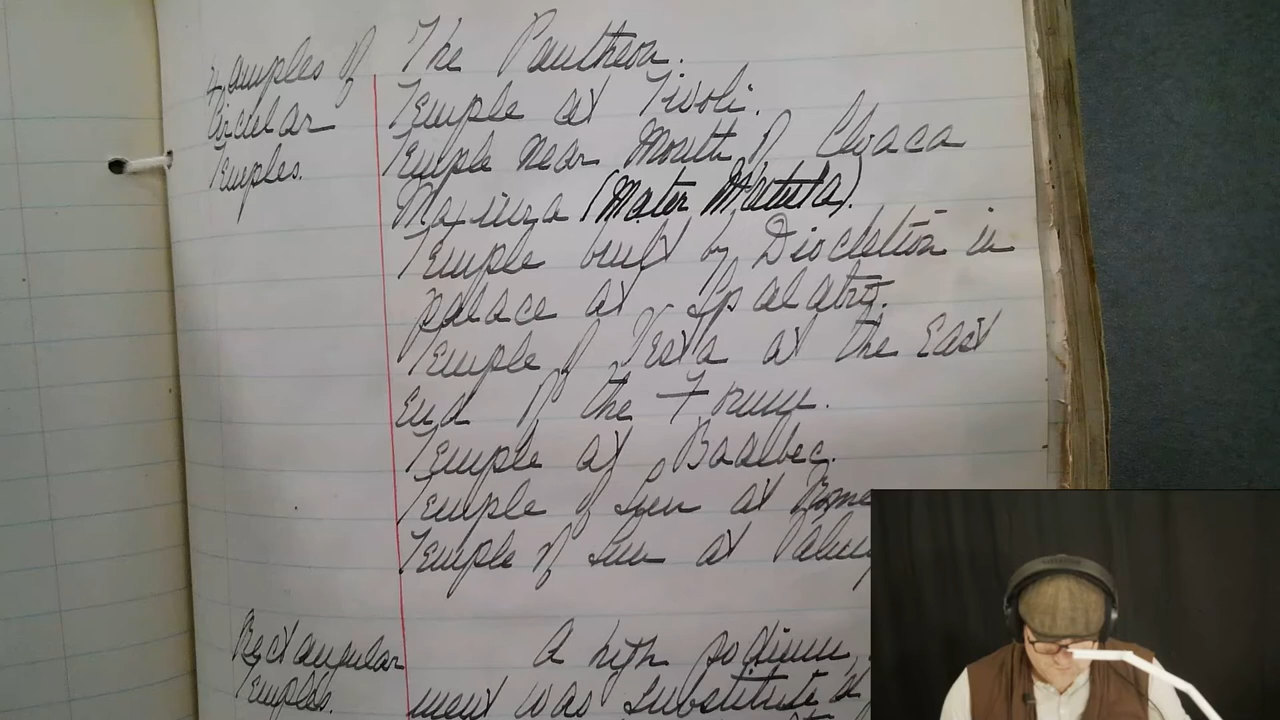 Examples of
Circular
Temples.
The Pantheon.
Temple at Tivoli.
Temple near Mouth of Cloaca
Maxima (Mater Matuta).
Temple built by Diocletion in
palace at Spalatro.
Temple of Vesta at the East
End of the Forum.
Temple at Baalbec.
Temple of Sun at Rome
Temple of Sun at
Rectangular
Temples.
A high podium
ment was substituted